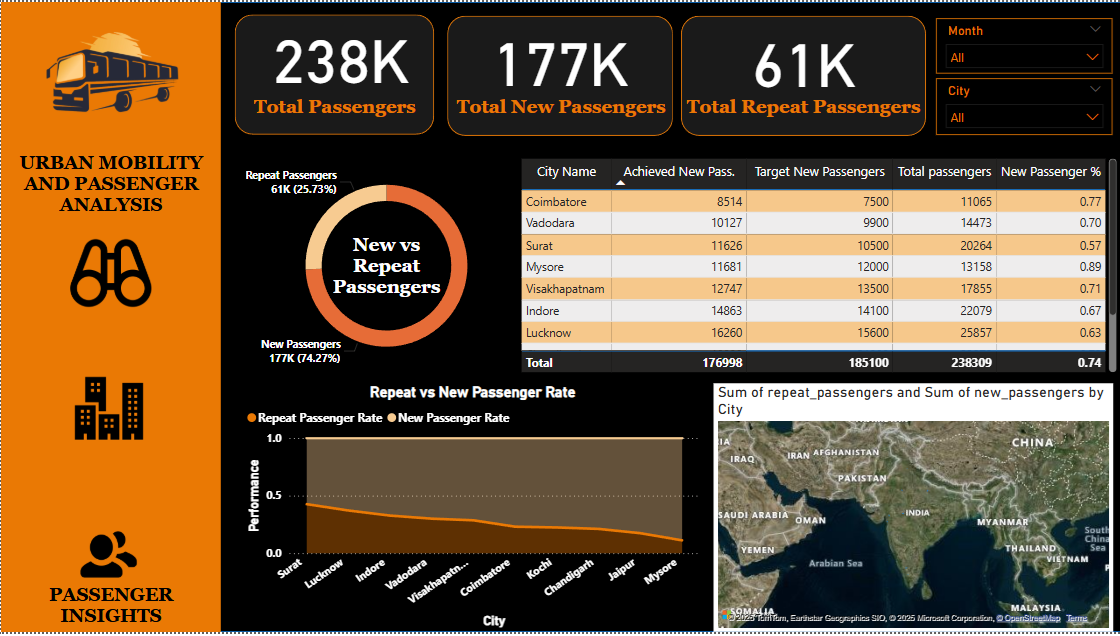 URBAN MOBILITY
AND PASSENGER
ANALYSIS
PASSENGER
INSIGHTS
238K
Total Passengers
177K
Total New Passengers
61K
Total Repeat Passengers
Month
All
City
All
Repeat Passengers
61K (25.73%)
New vs
Repeat
Passengers
New Passengers
177K (74.27%)
City Name Achieved New Pass. Target New Passengers Total passengers New Passenger %
Coimbatore 8514 7500 11065 0.77
Vadodara 10127 9900 14473 0.70
Surat 11626 10500 20264 0.57
Mysore 11681 12000 13158 0.89
Visakhapatnam 12747 13500 17855 0.71
Indore 14863 14100 22079 0.67
Lucknow 16260 15600 25857 0.63
Total 176998 185100 238309 0.74
Repeat vs New Passenger Rate
Repeat Passenger Rate New Passenger Rate
1.0
0.5
0.0
Performance
Surat Lucknow Indore Vadodara Visakhapatn... Coimbatore Kochi Chandigarh Jaipur Mysore
City
Sum of repeat_passengers and Sum of new_passengers by
City
CHINA
IRAQ IRAN AFGHANISTAN
PAKISTAN
SAUDI ARABIA OMAN INDIA MYANMAR
YEMEN THAILAND VIETNAM
South
China
Sea
Arabian Sea
MALAYSIA
SOMALIA
© 2025 TomTom, Earthstar Geographics SIO, © 2025 Microsoft Corporation, © OpenStreetMap Terms